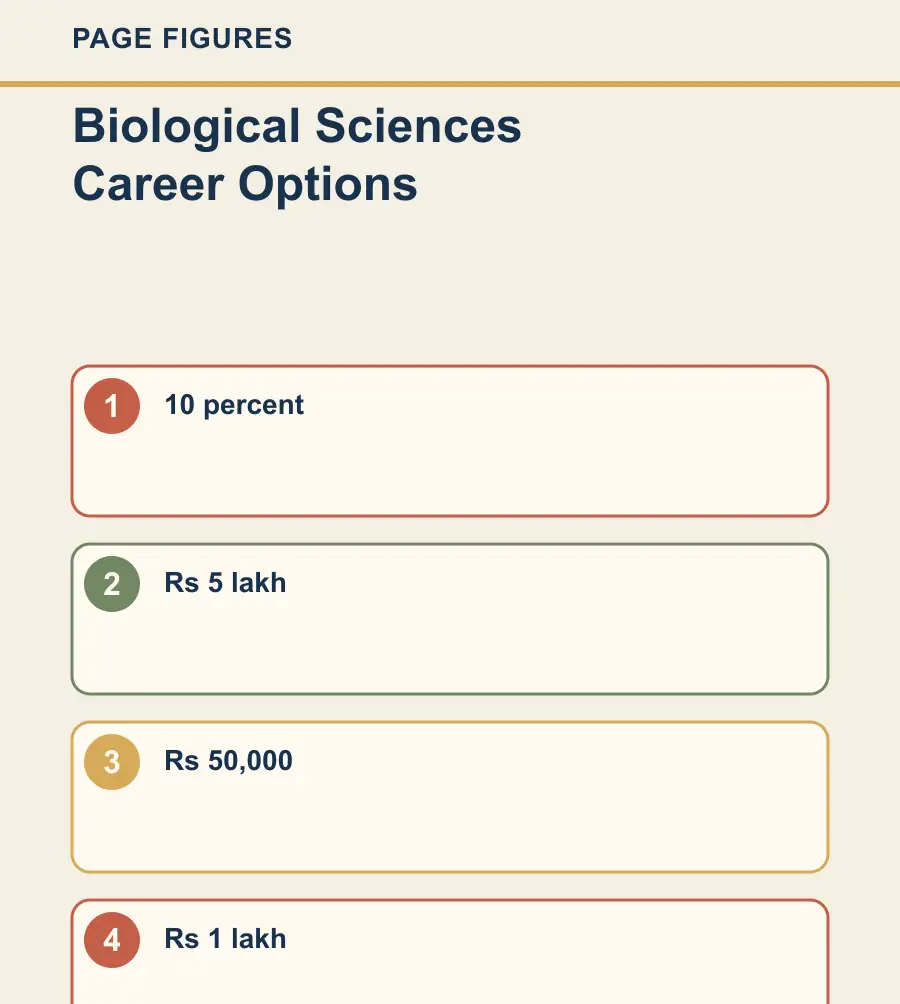 PAGE FIGURES
Biological Sciences
Career Options
1 10 percent
2 Rs 5 lakh
3 Rs 50,000
4 Rs 1 lakh